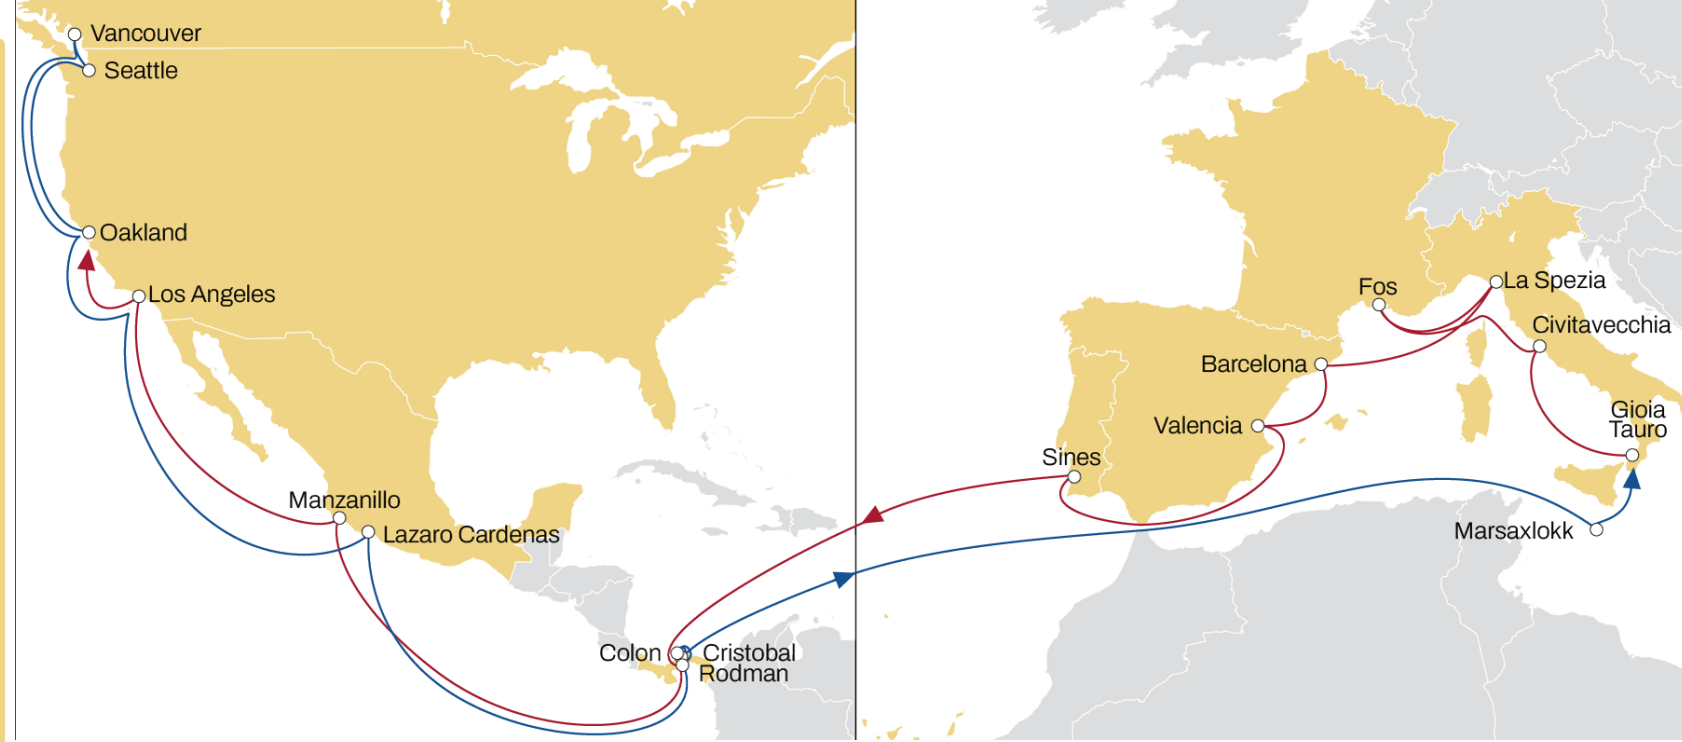 Vancouver
Seattle
Oakland
Los Angeles
Manzanillo
Lazaro Cardenas
Colon
Cristobal
Rodman
Fos
La Spezia
Civitavecchia
Barcelona
Gioia
Tauro
Valencia
Sines
Marsaxlokk